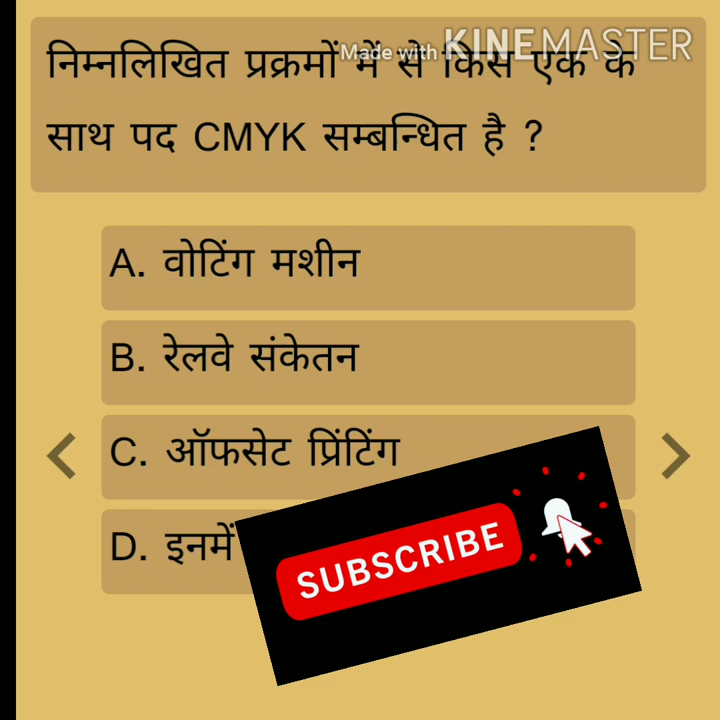 निम्नलिखित प्रक्रमों में से किस एक के
Made with KINEMASTER
साथ पद CMYK सम्बन्धित है ?
A. वोटिंग मशीन
B. रेलवे संकेतन
C. ऑफसेट प्रिंटिंग
D. इनमें
SUBSCRIBE